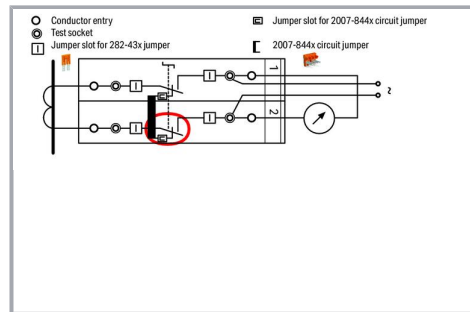 Conductor entry
Test socket
Jumper slot for 282-43x jumper
Jumper slot for 2007-844x circuit jumper
2007-844x circuit jumper
1
2
~